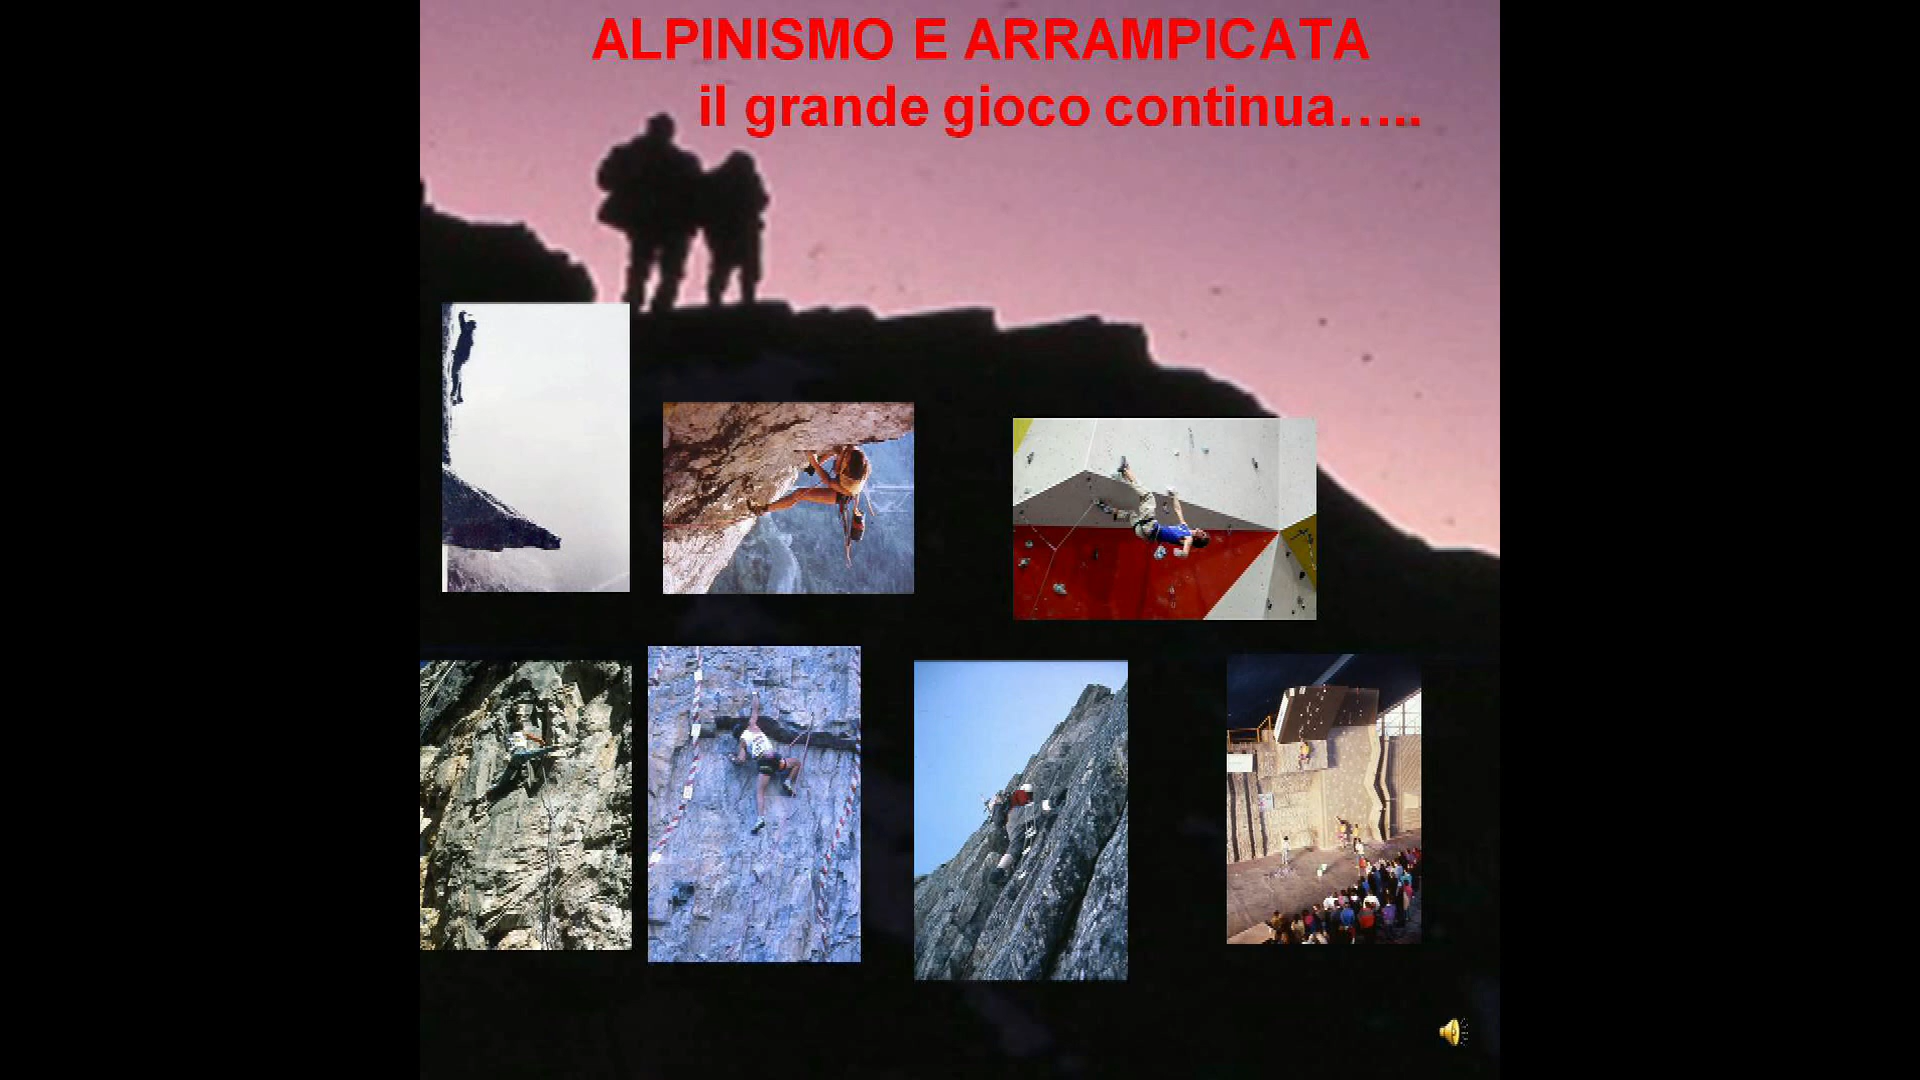 ALPINISMO E ARRAMPICATA
il grande gioco continua.....